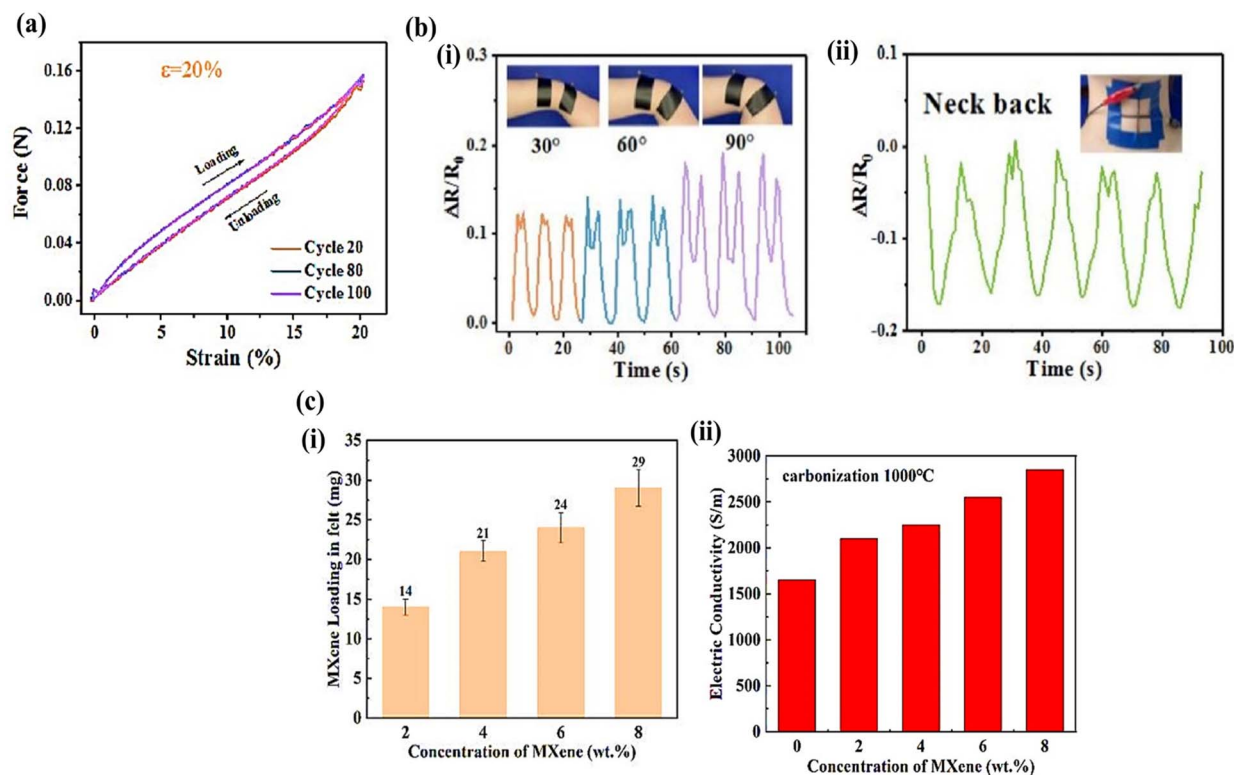 (a)
Force (N)
0.16
0.12
0.08
0.04
0.00
ε=20%
Loading
Unloading
Cycle 20
Cycle 80
Cycle 100
0 5 10 15 20
Strain (%)
(b)
(i)
ΔR/R0
0.3
0.2
0.1
0.0
30° 60° 90°
0 20 40 60 80 100
Time (s)
(ii)
ΔR/R0
0.1
0.0
-0.1
-0.2
Neck back
0 20 40 60 80 100
Time (s)
(c)
(i)
MXene Loading in felt (mg)
35
30
25
20
15
10
5
0
14 21 24 29
2 4 6 8
Concentration of MXene (wt.%)
(ii)
Electric Conductivity (S/m)
3000
2500
2000
1500
1000
500
0
carbonization 1000°C
0 2 4 6 8
Concentration of MXene (wt.%)